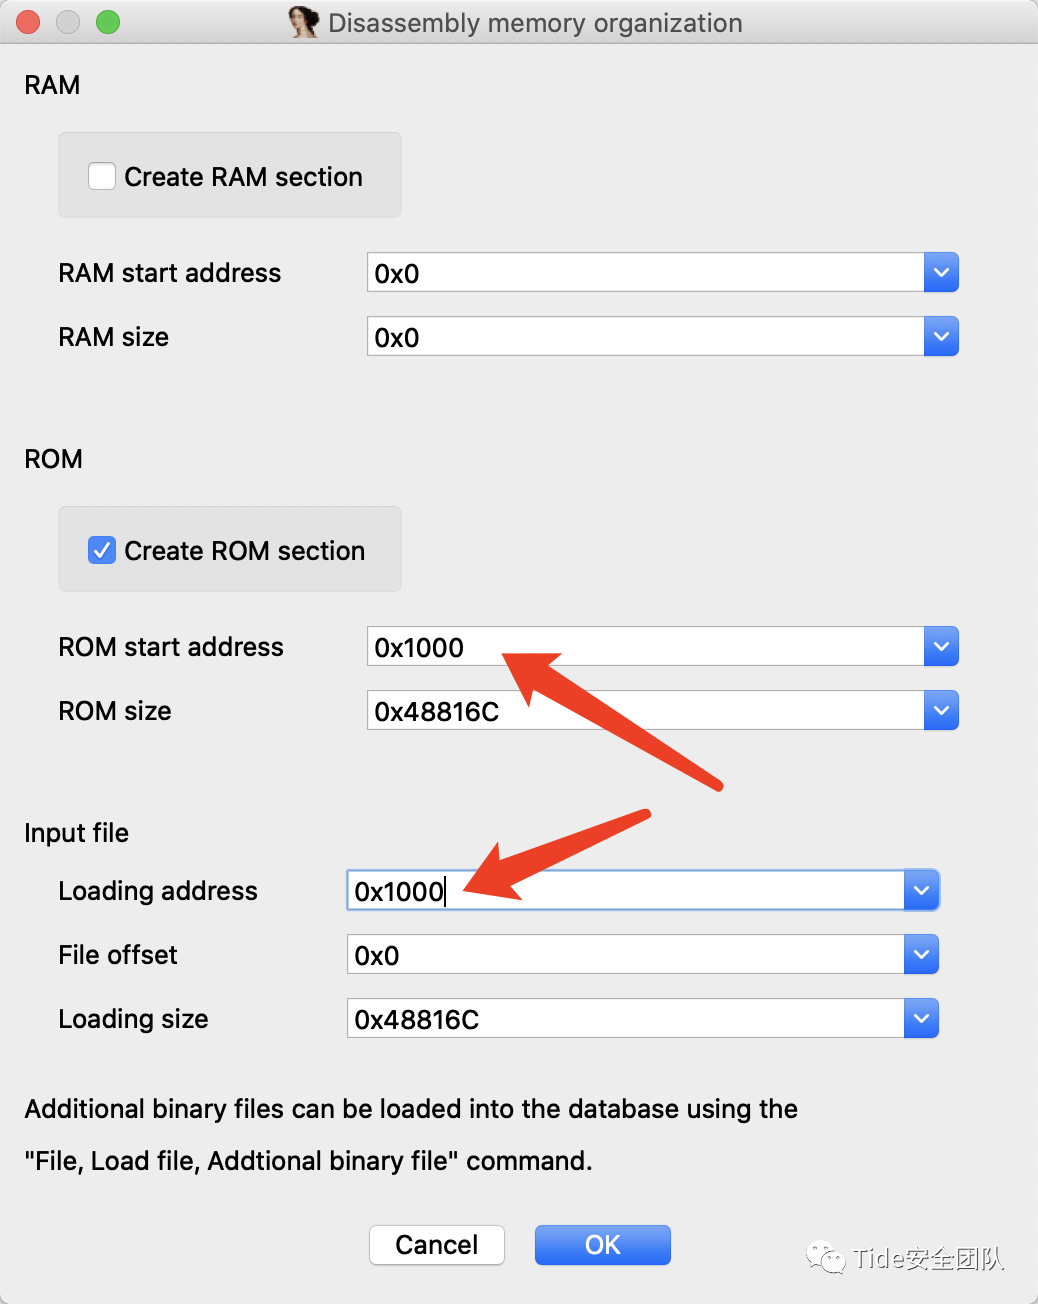 Disassembly memory organization
RAM
Create RAM section
RAM start address 0x0
RAM size 0x0
ROM
Create ROM section
ROM start address 0x1000
ROM size 0x48816C
Input file
Loading address 0x1000
File offset 0x0
Loading size 0x48816C
Additional binary files can be loaded into the database using the
"File, Load file, Addtional binary file" command.
Cancel OK
Tide安全团队